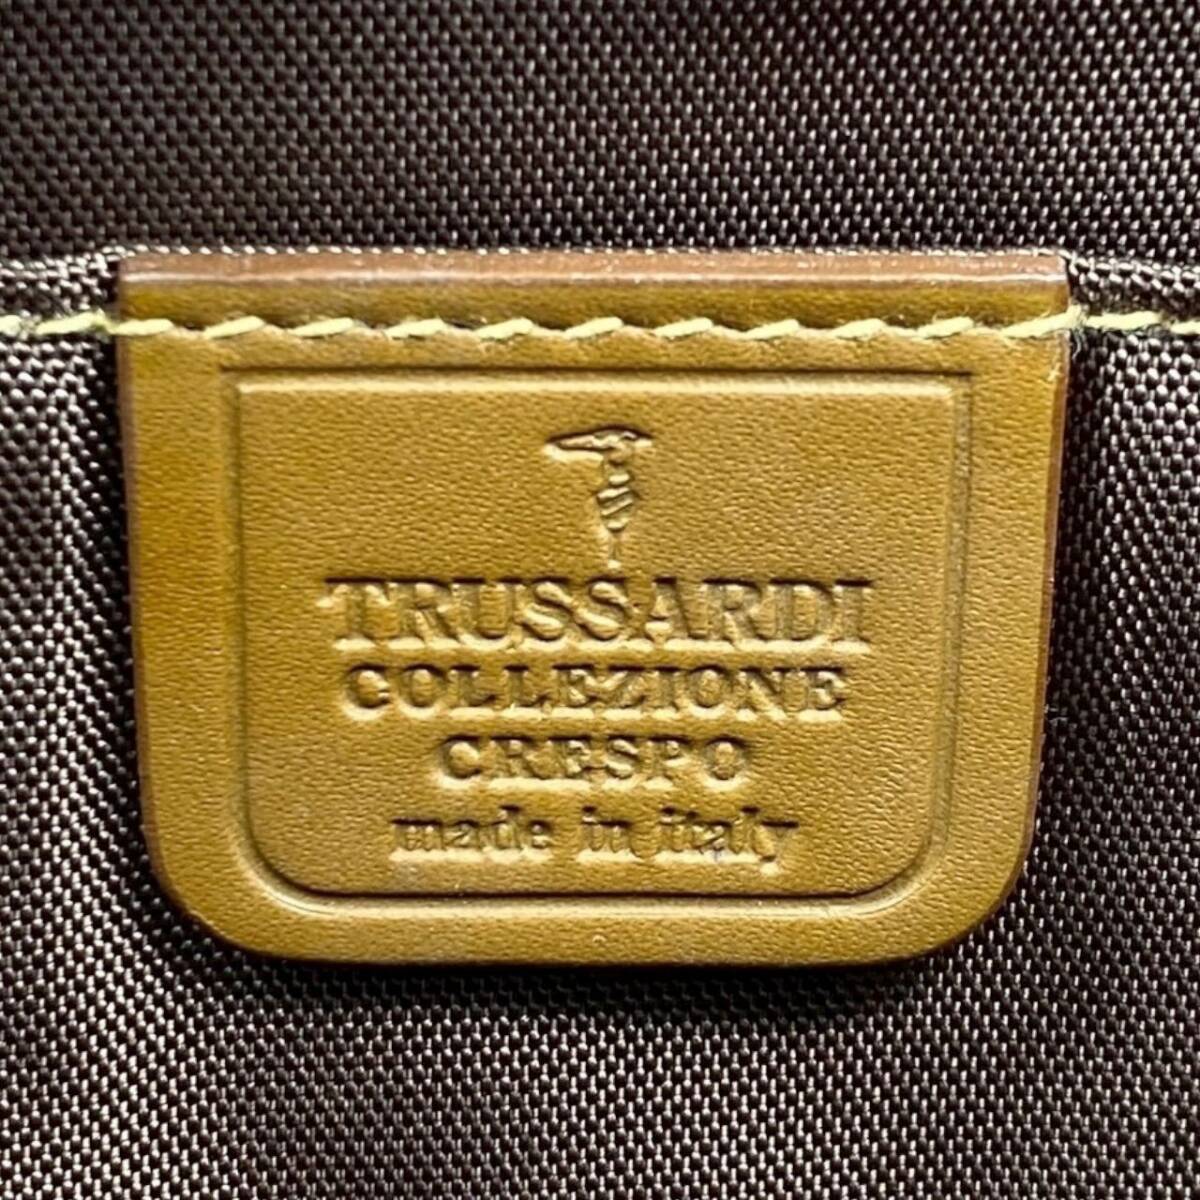 TRUSSARDI
COLLEZIONE
CRESPO
made in italy